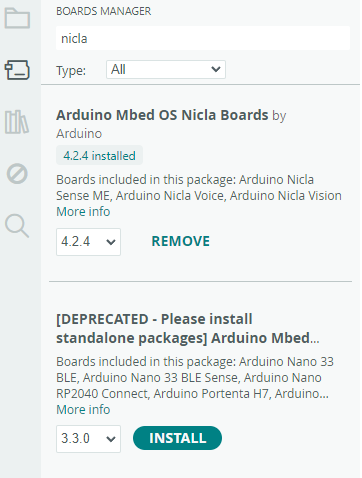 BOARDS MANAGER
nicla
Type: All
Arduino Mbed OS Nicla Boards by
Arduino
4.2.4 installed
Boards included in this package: Arduino Nicla
Sense ME, Arduino Nicla Voice, Arduino Nicla Vision
More info
4.2.4 REMOVE
[DEPRECATED - Please install
standalone packages] Arduino Mbed...
Boards included in this package: Arduino Nano 33
BLE, Arduino Nano 33 BLE Sense, Arduino Nano
RP2040 Connect, Arduino Portenta H7, Arduino...
More info
3.3.0 INSTALL